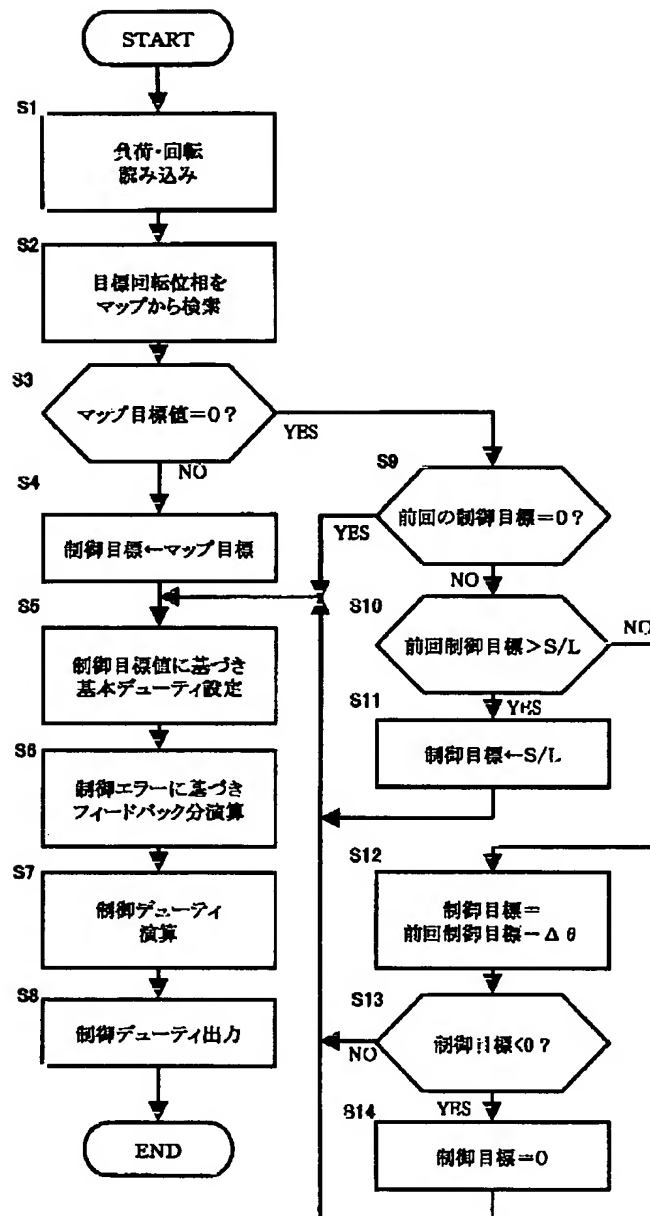 START
S1
負荷・回転
読み込み
S2
目標回転位相を
マップから検索
S3
マップ目標値=0?
YES
NO
S4
制御目標←マップ目標
S5
制御目標値に基づき
基本デューティ設定
S6
制御エラーに基づき
フィードバック分演算
S7
制御デューティ
演算
S8
制御デューティ出力
END
S9
前回の制御目標=0?
YES
NO
S10
前回制御目標>S/L
NO
YES
S11
制御目標←S/L
S12
制御目標=
前回制御目標-Δθ
S13
制御目標<0?
NO
YES
S14
制御目標=0